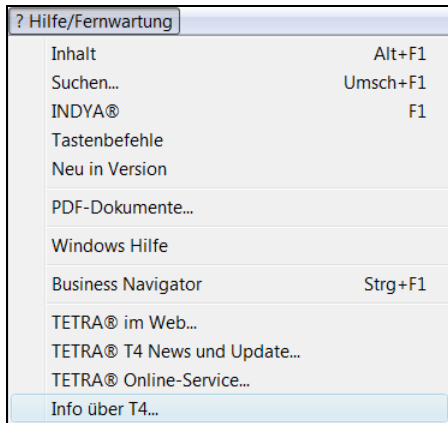 ? Hilfe/Fernwartung
Inhalt Alt+F1
Suchen... Umsch+F1
INDYA® F1
Tastenbefehle
Neu in Version
PDF-Dokumente...
Windows Hilfe
Business Navigator Strg+F1
TETRA® im Web...
TETRA® T4 News und Update...
TETRA® Online-Service...
Info über T4...